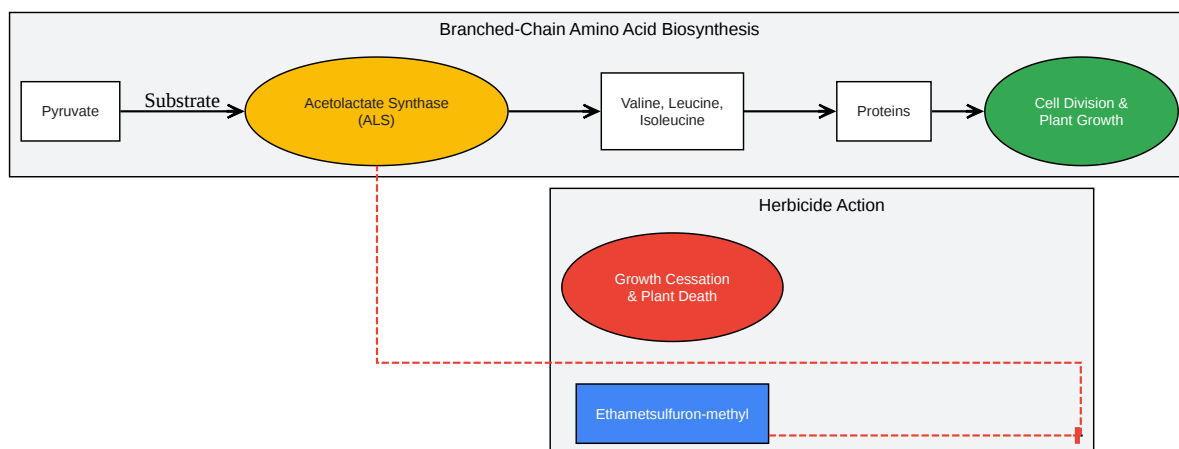 Branched-Chain Amino Acid Biosynthesis
Pyruvate
Substrate
Acetolactate Synthase
(ALS)
Valine, Leucine,
Isoleucine
Proteins
Cell Division &
Plant Growth
Herbicide Action
Growth Cessation
& Plant Death
Ethametsulfuron-methyl